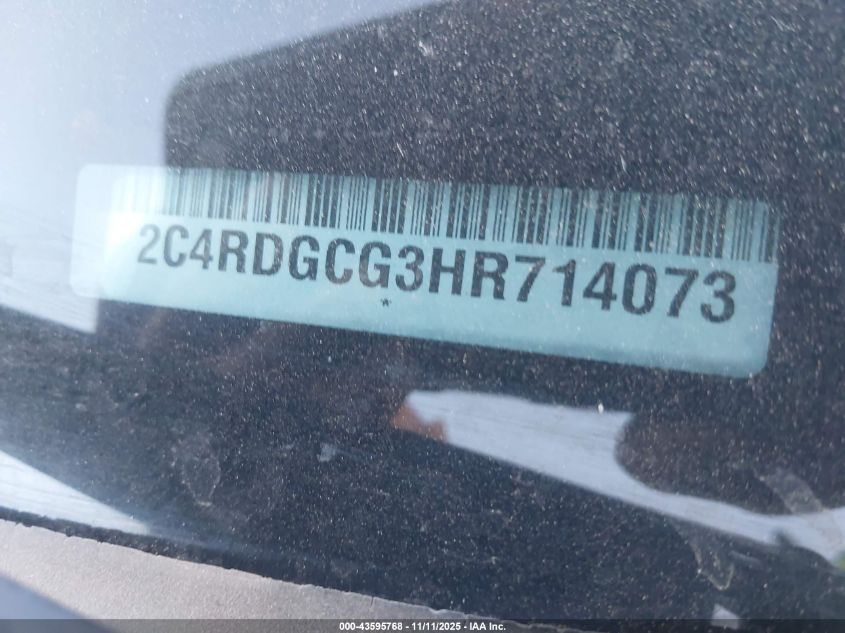 2C4RDGCG3HR714073
*
000-43595768 - 11/11/2025 - IAA Inc.